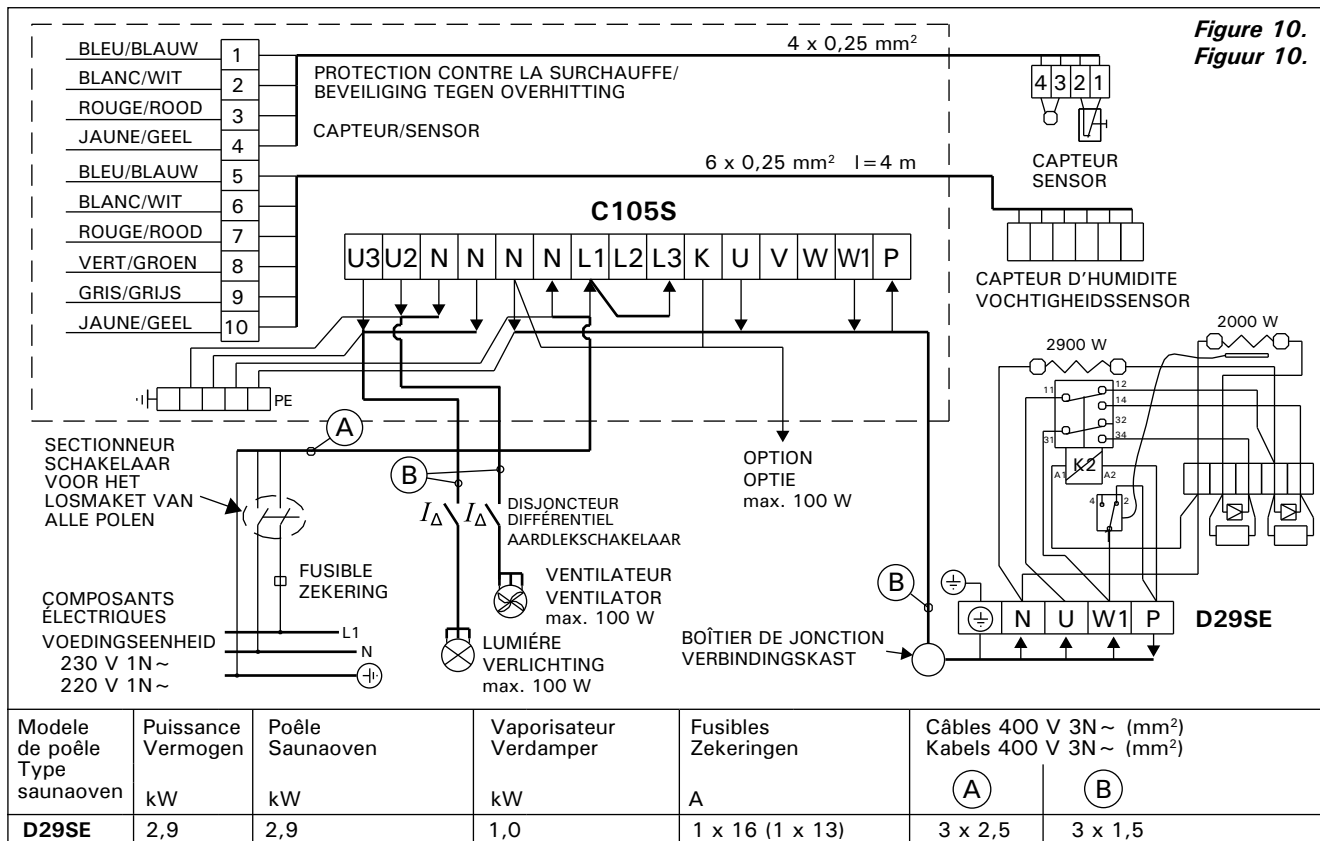 Figure 10.
Figuur 10.
BLEU/BLAUW 1
BLANC/WIT 2
ROUGE/ROOD 3
JAUNE/GEEL 4
BLEU/BLAUW 5
BLANC/WIT 6
ROUGE/ROOD 7
VERT/GROEN 8
GRIS/GRIJS 9
JAUNE/GEEL 10
4 x 0,25 mm²
PROTECTION CONTRE LA SURCHAUFFE/
BEVEILIGING TEGEN OVERHITTING
CAPTEUR/SENSOR
4 3 2 1
CAPTEUR
SENSOR
6 x 0,25 mm² l=4 m
CAPTEUR D'HUMIDITE
VOCHTIGHEIDSSENSOR
C105S
U3 U2 N N N N L1 L2 L3 K U V W W1 P
PE
2000 W
2900 W
11
12
14
32
31
34
K2
A1
A2
4
2
A
SECTIONNEUR
SCHAKELAAR
VOOR HET
LOSMAKET VAN
ALLE POLEN
B
I∆
I∆
DISJONCTEUR
DIFFÉRENTIEL
AARDLEKSCHAKELAAR
OPTION
OPTIE
max. 100 W
FUSIBLE
ZEKERING
VENTILATEUR
VENTILATOR
max. 100 W
LUMIÉRE
VERLICHTING
max. 100 W
COMPOSANTS
ÉLECTRIQUES
VOEDINGSEENHEID
230 V 1N~
220 V 1N~
L1
N
B
BOÎTIER DE JONCTION
VERBINDINGSKAST
N U W1 P
D29SE
Modele
de poêle
Type
saunaoven
Puissance
Vermogen
kW
Poêle
Saunaoven
kW
Vaporisateur
Verdamper
kW
Fusibles
Zekeringen
A
Câbles 400 V 3N~ (mm²)
Kabels 400 V 3N~ (mm²)
A B
D29SE 2,9 2,9 1,0 1 x 16 (1 x 13) 3 x 2,5 3 x 1,5